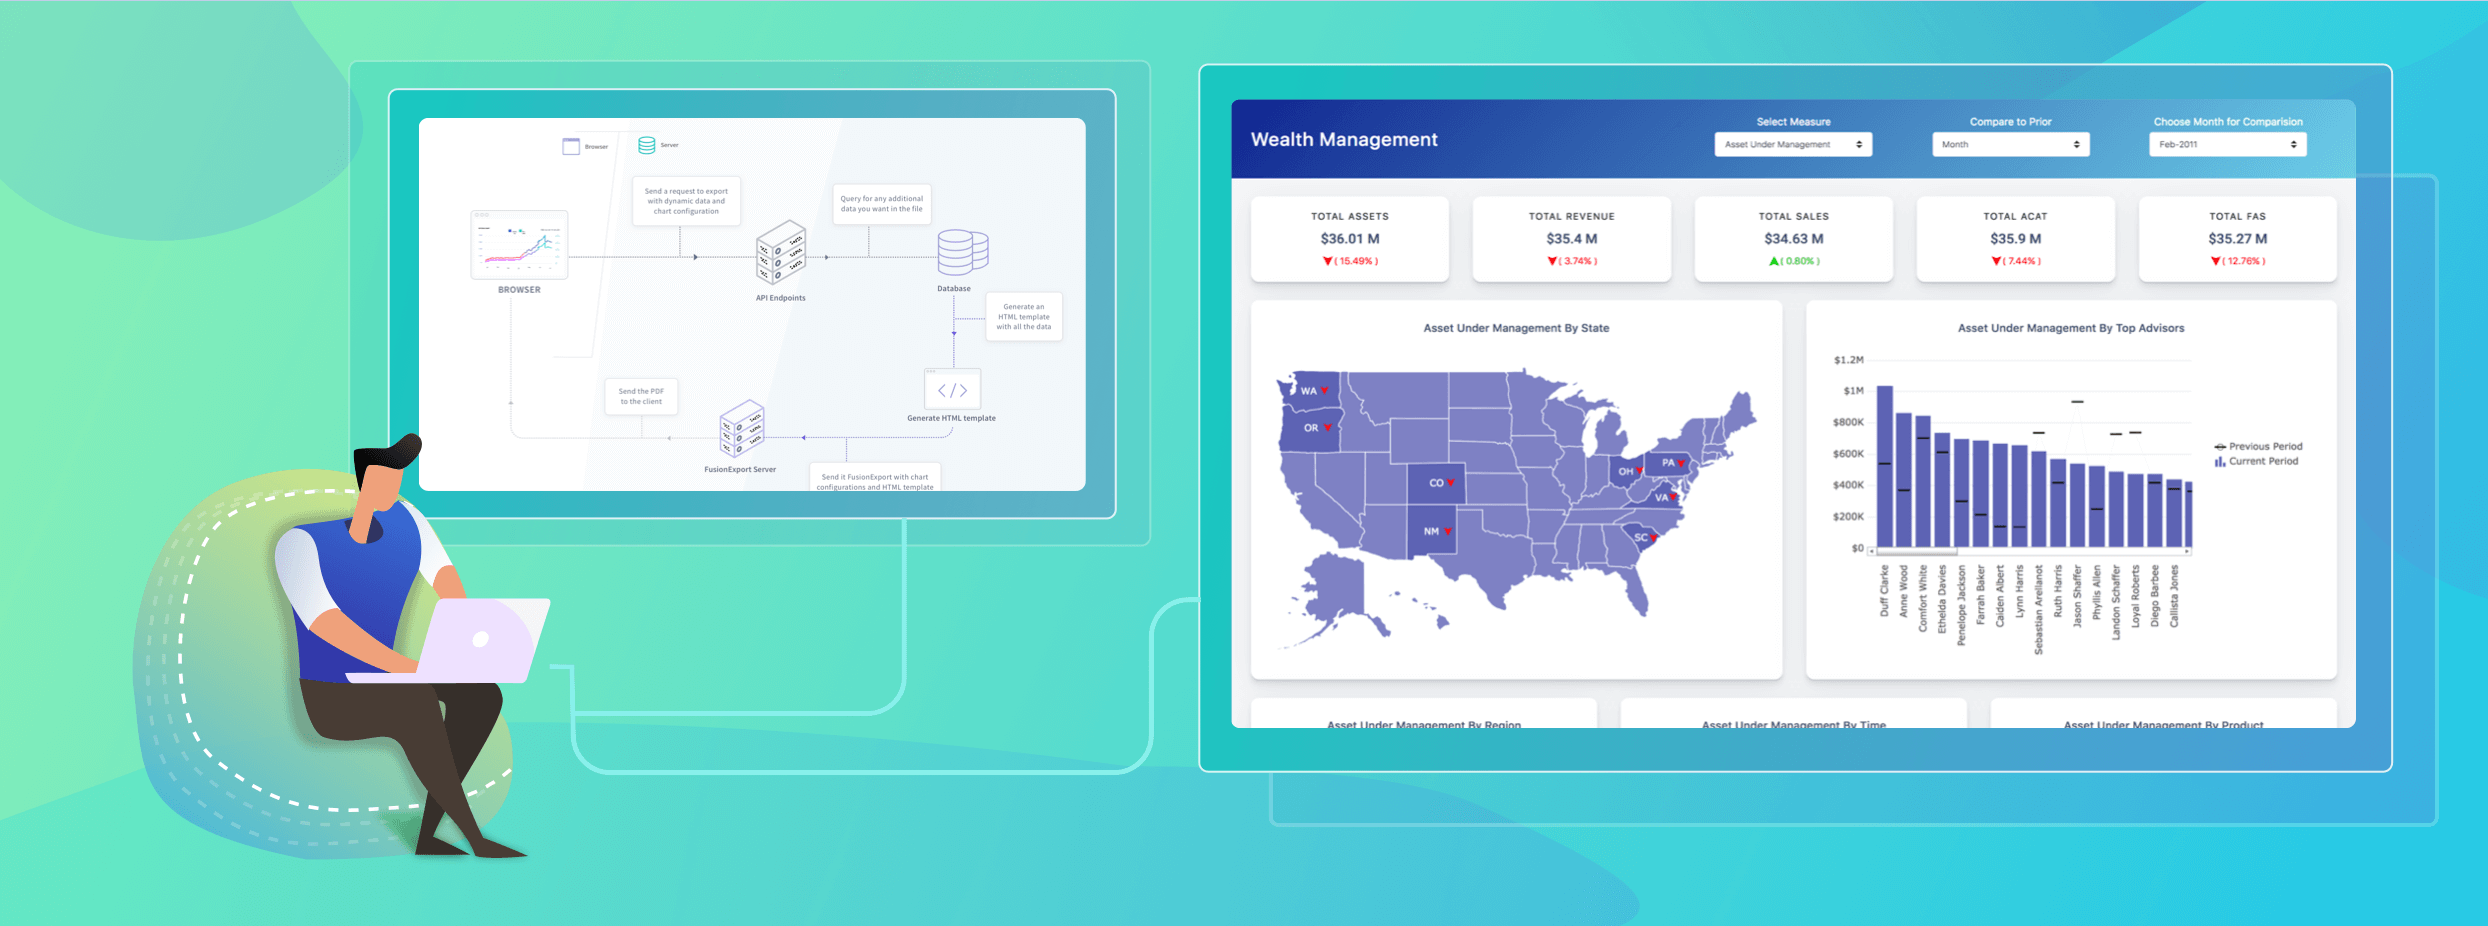 Browser
Server
Send a request to export
with dynamic data and
chart configuration
Query for any additional
data you want in the file
BROWSER
API Endpoints
Database
Generate an
HTML template
with all the data
</>
Generate HTML template
Send the PDF
to the client
FusionExport Server
Send it FusionExport with chart
configurations and HTML template
Wealth Management
Select Measure
Asset Under Management
Compare to Prior
Month
Choose Month for Comparision
Feb-2011
TOTAL ASSETS
$36.01 M
( 15.49% )
TOTAL REVENUE
$35.4 M
( 3.74% )
TOTAL SALES
$34.63 M
( 0.80% )
TOTAL ACAT
$35.9 M
( 7.44% )
TOTAL FAS
$35.27 M
( 12.76% )
Asset Under Management By State
WA
OR
CO
NM
OH
PA
VA
SC
Asset Under Management By Top Advisors
$1.2M
$1M
$800K
$600K
$400K
$200K
$0
Duff Clarke
Anne Wood
Comfort White
Ethelda Davies
Penelope Jackson
Farrah Baker
Caiden Albert
Lynn Harris
Sebastian Arellanot
Ruth Harris
Jason Shaffer
Phyllis Allen
Landon Schaffer
Loyal Roberts
Diego Barbee
Callista Jones
Previous Period
Current Period
Asset Under Management By Region
Asset Under Management By Time
Asset Under Management By Product